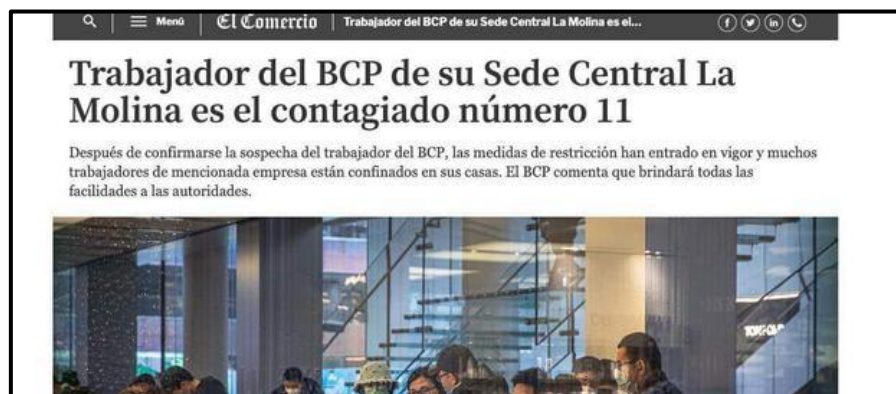 Menú El Comercio Trabajador del BCP de su Sede Central La Molina es el...
Trabajador del BCP de su Sede Central La
Molina es el contagiado número 11
Después de confirmarse la sospecha del trabajador del BCP, las medidas de restricción han entrado en vigor y muchos
trabajadores de mencionada empresa están confinados en sus casas. El BCP comenta que brindará todas las
facilidades a las autoridades.